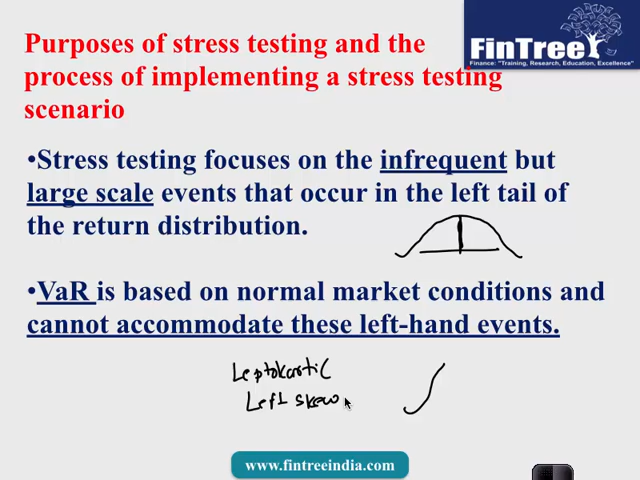 Purposes of stress testing and the
process of implementing a stress testing
scenario
FinTree
Finance: "Training, Research, Education, Excellence"
•Stress testing focuses on the infrequent but
large scale events that occur in the left tail of
the return distribution.
•VaR is based on normal market conditions and
cannot accommodate these left-hand events.
Leptokurtic
Left skew
www.fintreeindia.com